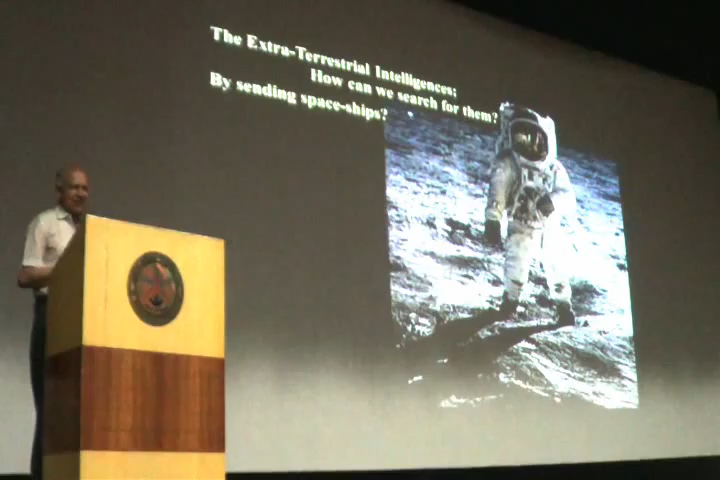 The Extra-Terrestrial Intelligences:
How can we search for them?
By sending space-ships?